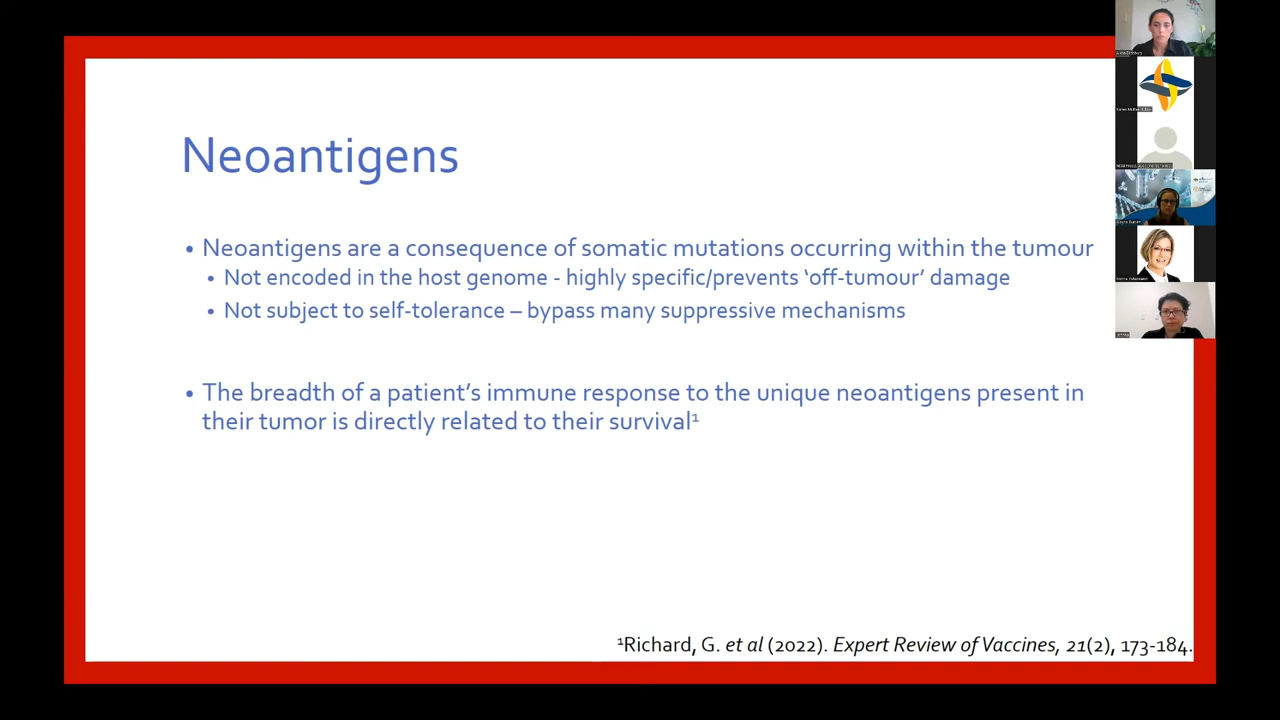 Neoantigens
• Neoantigens are a consequence of somatic mutations occurring within the tumour
• Not encoded in the host genome - highly specific/prevents ‘off-tumour’ damage
• Not subject to self-tolerance – bypass many suppressive mechanisms
• The breadth of a patient’s immune response to the unique neoantigens present in
their tumor is directly related to their survival¹
¹Richard, G. et al (2022). Expert Review of Vaccines, 21(2), 173-184.